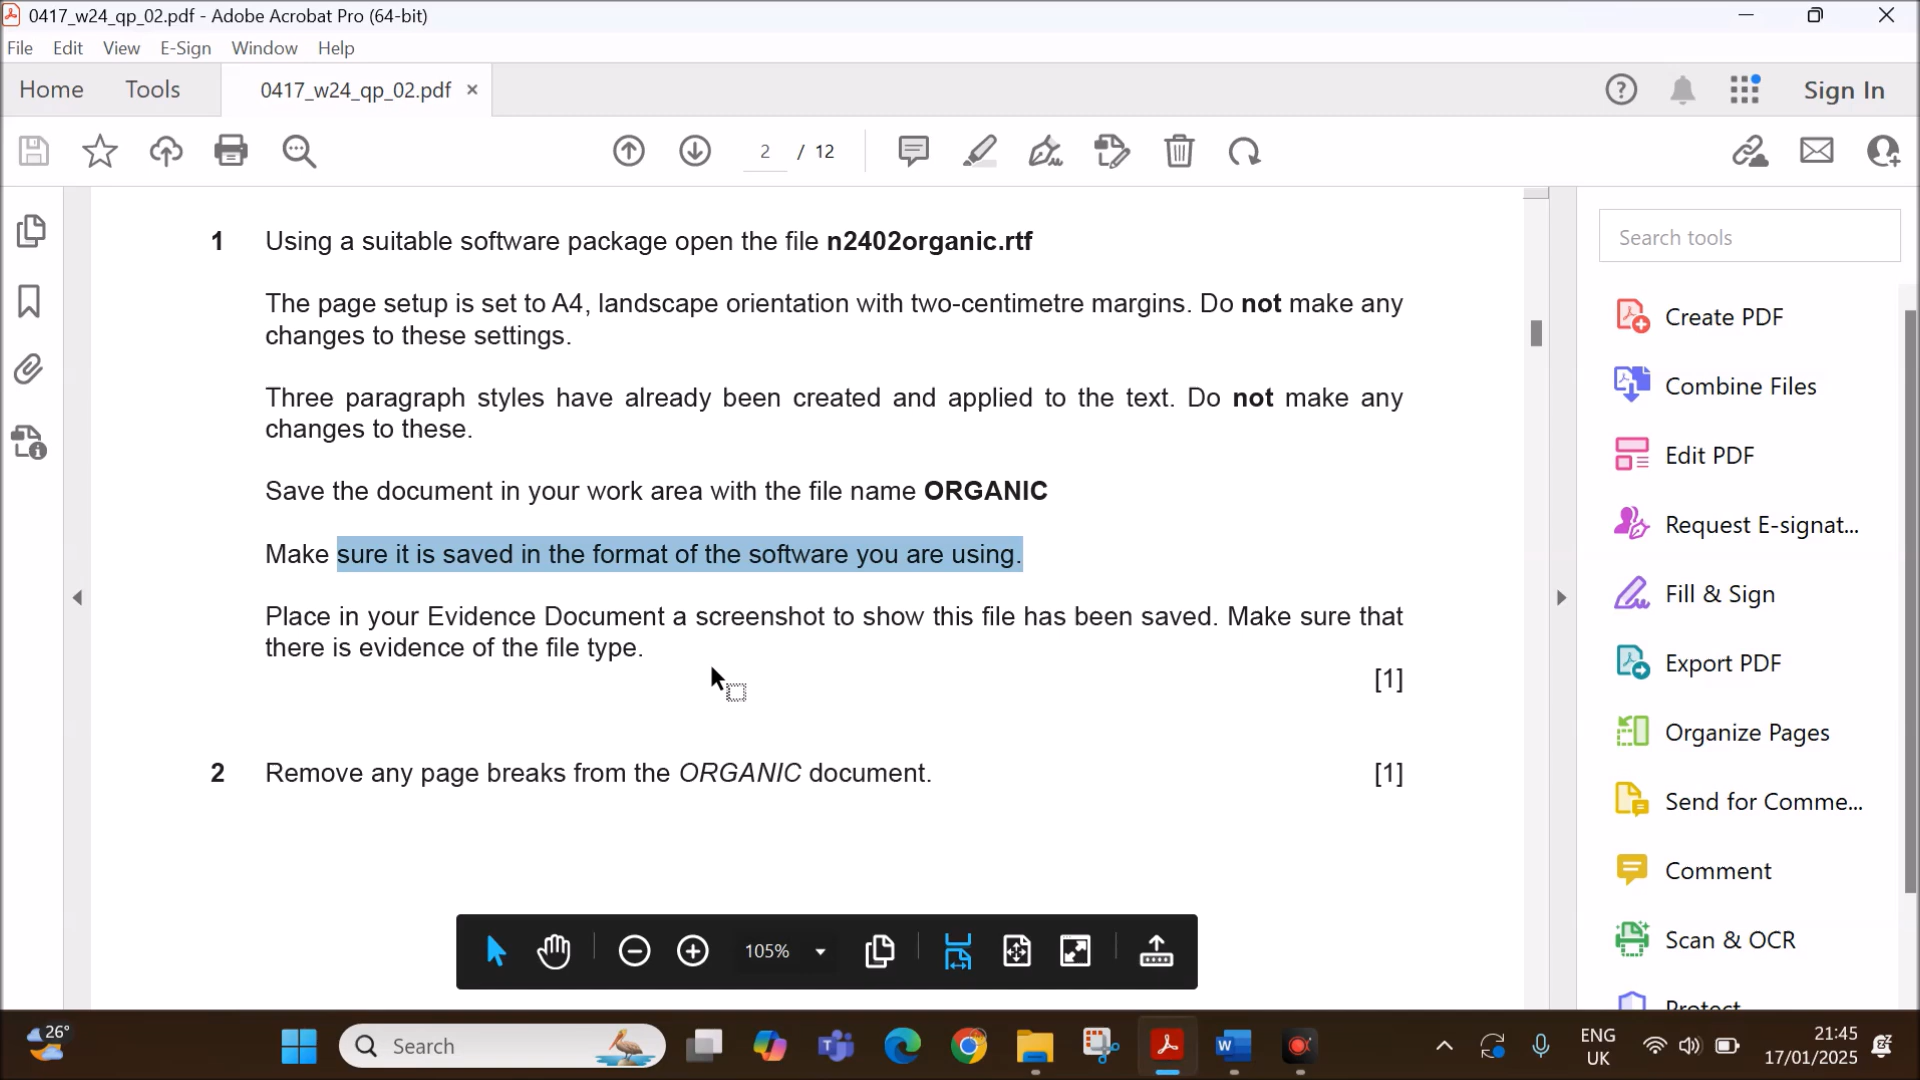 0417_w24_qp_02.pdf - Adobe Acrobat Pro (64-bit)
File Edit View E-Sign Window Help
Home Tools 0417_w24_qp_02.pdf × Sign In
2 / 12
1 Using a suitable software package open the file n2402organic.rtf
The page setup is set to A4, landscape orientation with two-centimetre margins. Do not make any
changes to these settings.
Three paragraph styles have already been created and applied to the text. Do not make any
changes to these.
Save the document in your work area with the file name ORGANIC
Make sure it is saved in the format of the software you are using.
Place in your Evidence Document a screenshot to show this file has been saved. Make sure that
there is evidence of the file type.
[1]
2 Remove any page breaks from the ORGANIC document. [1]
105%
Search tools
Create PDF
Combine Files
Edit PDF
Request E-signat...
Fill & Sign
Export PDF
Organize Pages
Send for Comme...
Comment
Scan & OCR
Protect
26°
Search
ENG
UK
21:45
17/01/2025